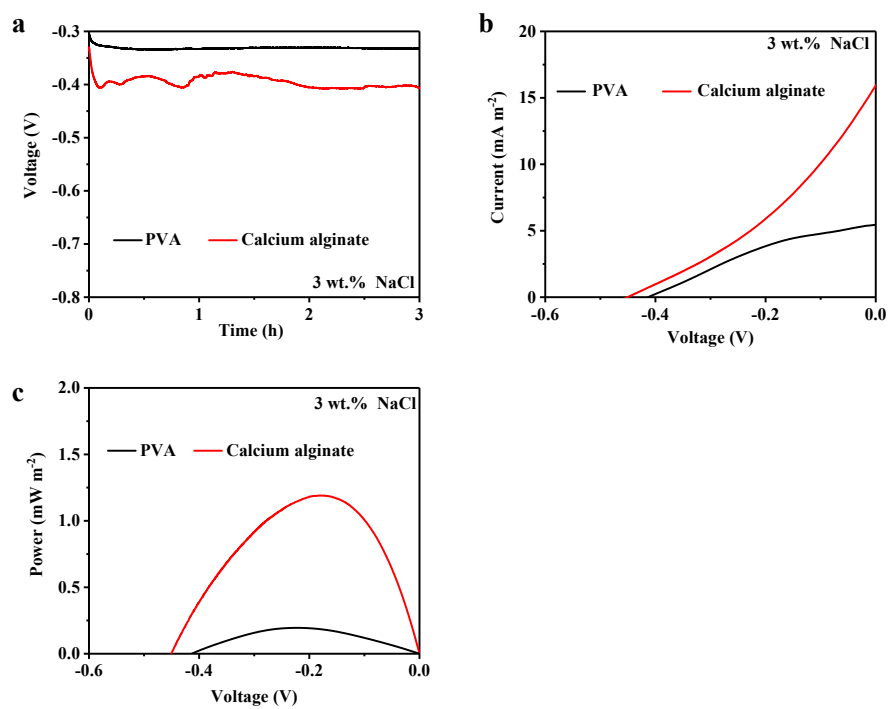 a
-0.3
-0.4
-0.5
-0.6
-0.7
-0.8
3 wt.% NaCl
PVA
Calcium alginate
3 wt.% NaCl
0
1
2
3
Voltage (V)
Time (h)
b
20
15
10
5
0
3 wt.% NaCl
PVA
Calcium alginate
-0.6
-0.4
-0.2
0.0
Current (mA m-2)
Voltage (V)
c
2.0
1.5
1.0
0.5
0.0
3 wt.% NaCl
PVA
Calcium alginate
-0.6
-0.4
-0.2
0.0
Power (mW m-2)
Voltage (V)